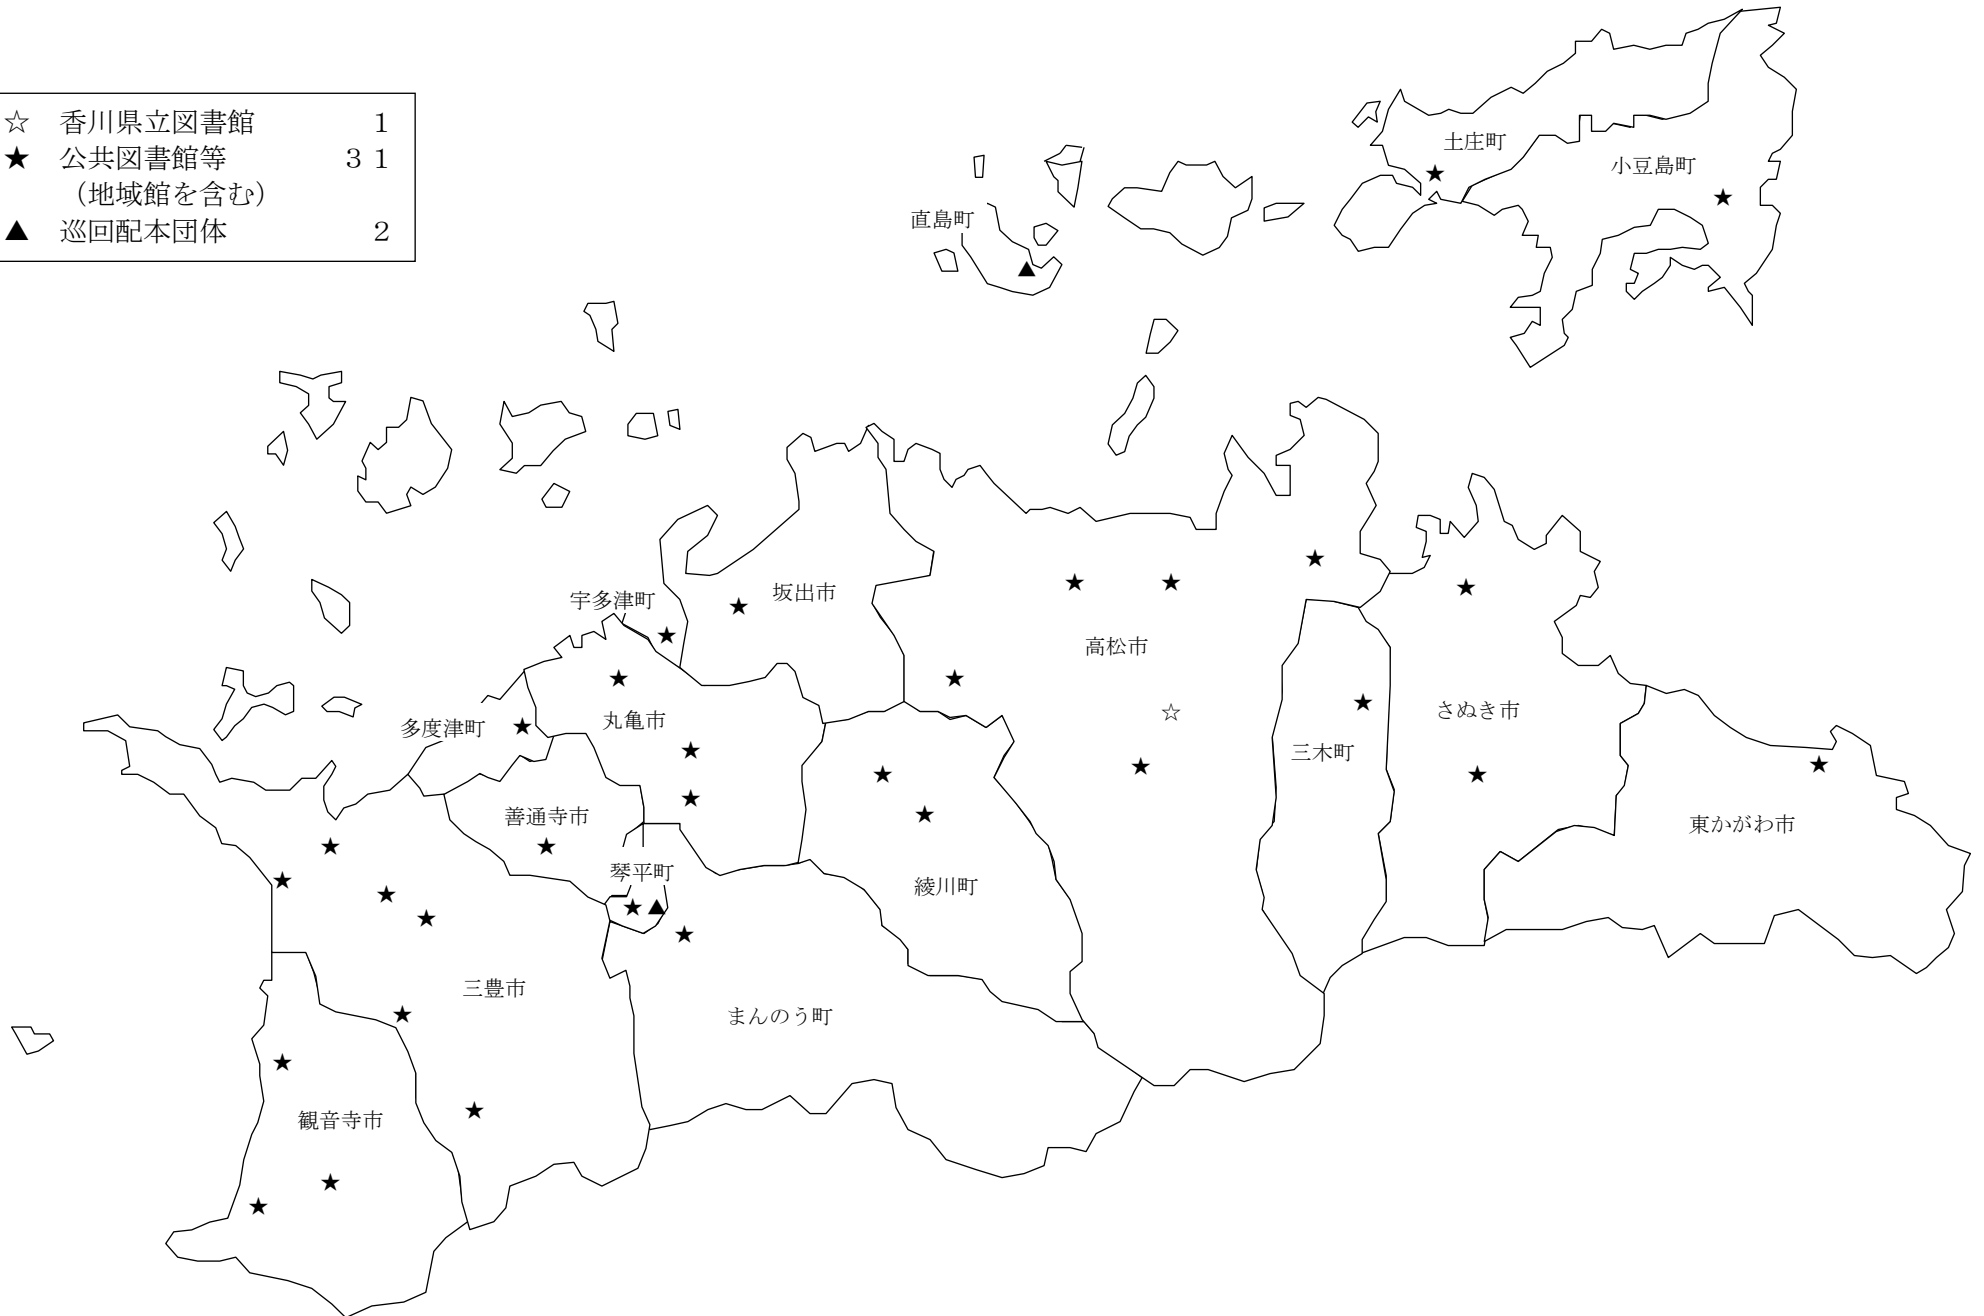 ☆ 香川県立図書館 1
★ 公共図書館等 31
(地域館を含む)
▲ 巡回配本団体 2
土庄町
小豆島町
直島町
宇多津町
坂出市
高松市
多度津町
丸亀市
さぬき市
三木町
善通寺市
東かがわ市
琴平町
綾川町
三豊市
まんのう町
観音寺市